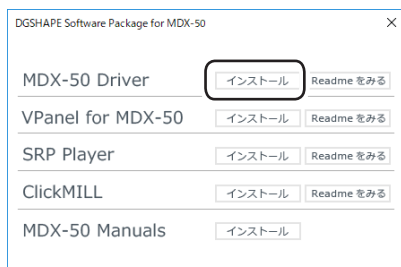 DGSHAPE Software Package for MDX-50
MDX-50 Driver インストール Readme をみる
VPanel for MDX-50 インストール Readme をみる
SRP Player インストール Readme をみる
ClickMILL インストール Readme をみる
MDX-50 Manuals インストール